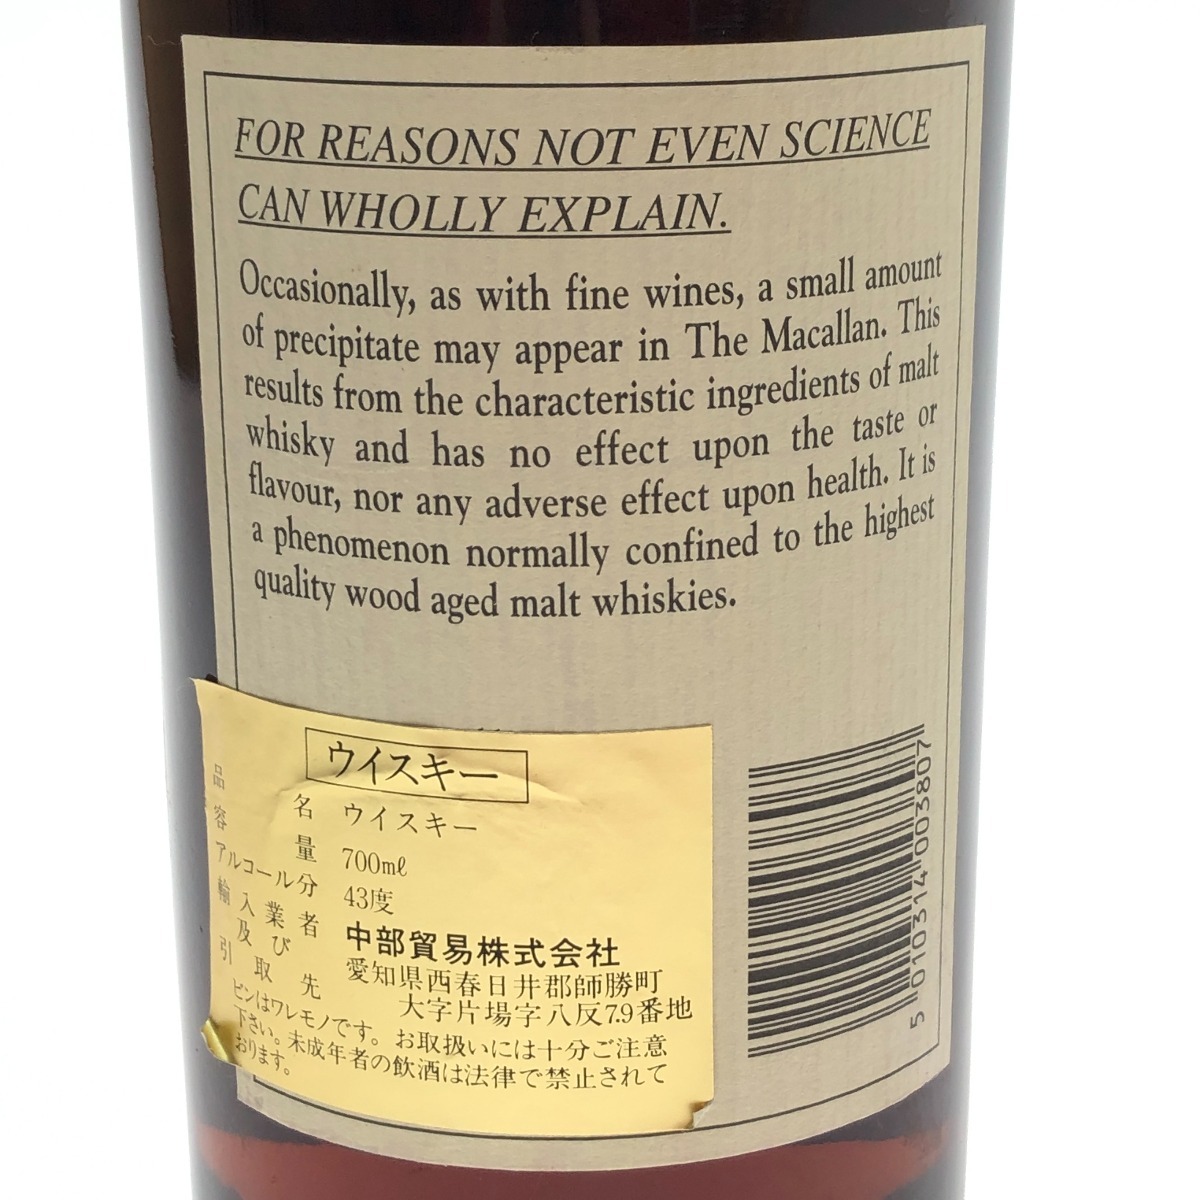 FOR REASONS NOT EVEN SCIENCE
CAN WHOLLY EXPLAIN.
Occasionally, as with fine wines, a small amount
of precipitate may appear in The Macallan. This
results from the characteristic ingredients of malt
whisky and has no effect upon the taste or
flavour, nor any adverse effect upon health. It is
a phenomenon normally confined to the highest
quality wood aged malt whiskies.
ウイスキー
品名 ウイスキー
容量 700mℓ
アルコール分 43度
輸入業者 中部貿易株式会社
及び 愛知県西春日井郡師勝町
引取先 大字片場字八反7.9番地
ビンはワレモノです。お取扱いには十分ご注意
下さい。未成年者の飲酒は法律で禁止されて
おります。
5 010314 003807